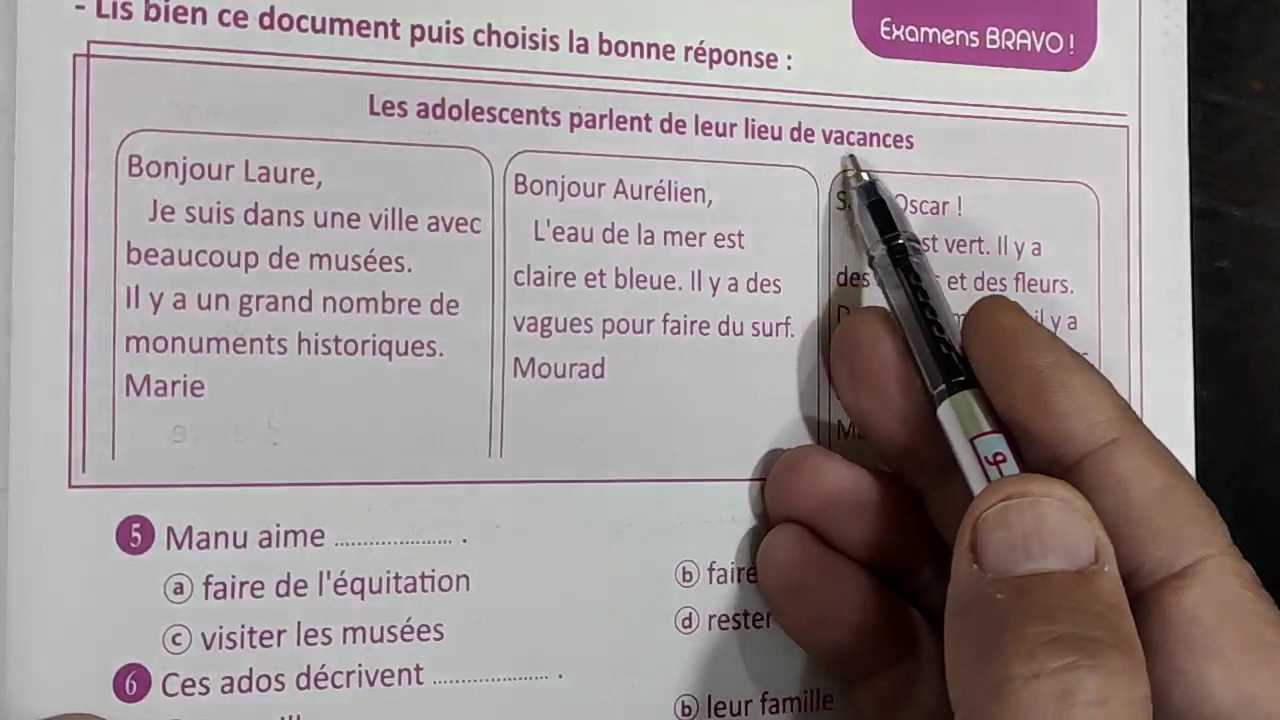 - Lis bien ce document puis choisis la bonne réponse :
Examens BRAVO !
Les adolescents parlent de leur lieu de vacances
Bonjour Laure,
Je suis dans une ville avec
beaucoup de musées.
Il y a un grand nombre de
monuments historiques.
Marie
Bonjour Aurélien,
L'eau de la mer est
claire et bleue. Il y a des
vagues pour faire du surf.
Mourad
Oscar !
vert. Il y a
des et des fleurs.
il y a
5 Manu aime .................... .
a faire de l'équitation
b faire
c visiter les musées
d rester
6 Ces ados décrivent .................... .
b leur famille